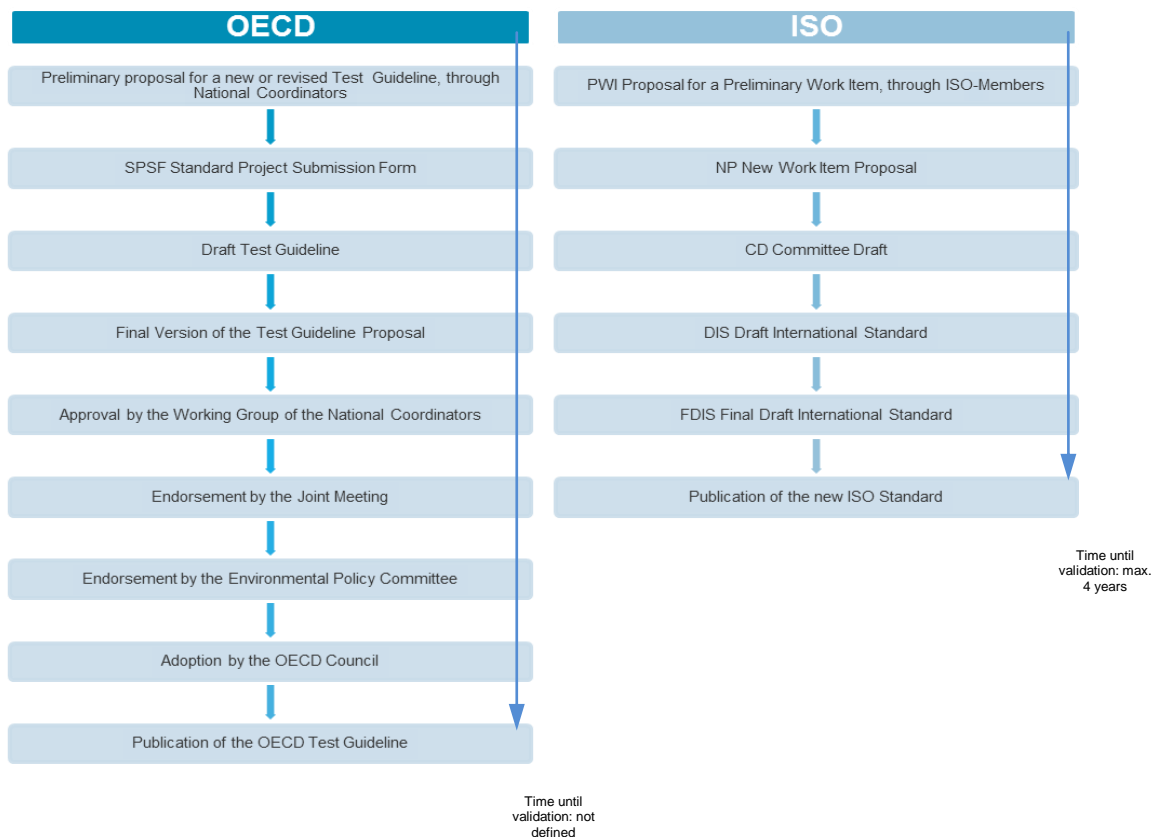 OECD
Preliminary proposal for a new or revised Test Guideline, through
National Coordinators
SPSF Standard Project Submission Form
Draft Test Guideline
Final Version of the Test Guideline Proposal
Approval by the Working Group of the National Coordinators
Endorsement by the Joint Meeting
Endorsement by the Environmental Policy Committee
Adoption by the OECD Council
Publication of the OECD Test Guideline
Time until
validation: not
defined
ISO
PWI Proposal for a Preliminary Work Item, through ISO-Members
NP New Work Item Proposal
CD Committee Draft
DIS Draft International Standard
FDIS Final Draft International Standard
Publication of the new ISO Standard
Time until
validation: max.
4 years